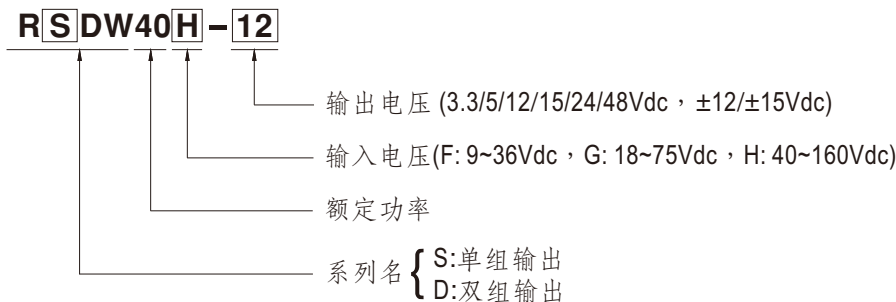 RSDW40H-12
输出电压 (3.3/5/12/15/24/48Vdc，±12/±15Vdc)
输入电压(F: 9~36Vdc，G: 18~75Vdc，H: 40~160Vdc)
额定功率
系列名{ S:单组输出
D:双组输出